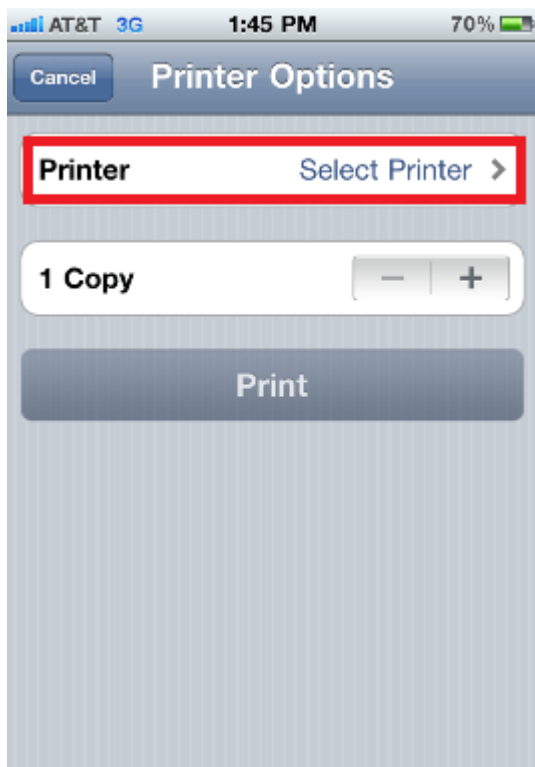 AT&T 3G 1:45 PM 70%
Cancel Printer Options
Printer Select Printer >
1 Copy − +
Print